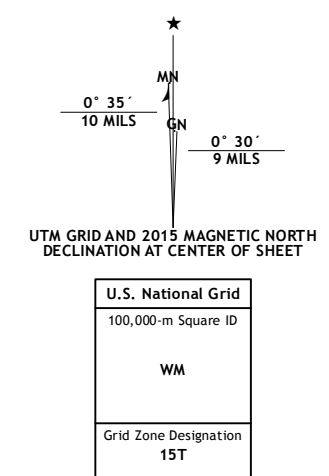 ★
MN
0° 35´
10 MILS
GN
0° 30´
9 MILS
UTM GRID AND 2015 MAGNETIC NORTH
DECLINATION AT CENTER OF SHEET
U.S. National Grid
100,000-m Square ID
WM
Grid Zone Designation
15T